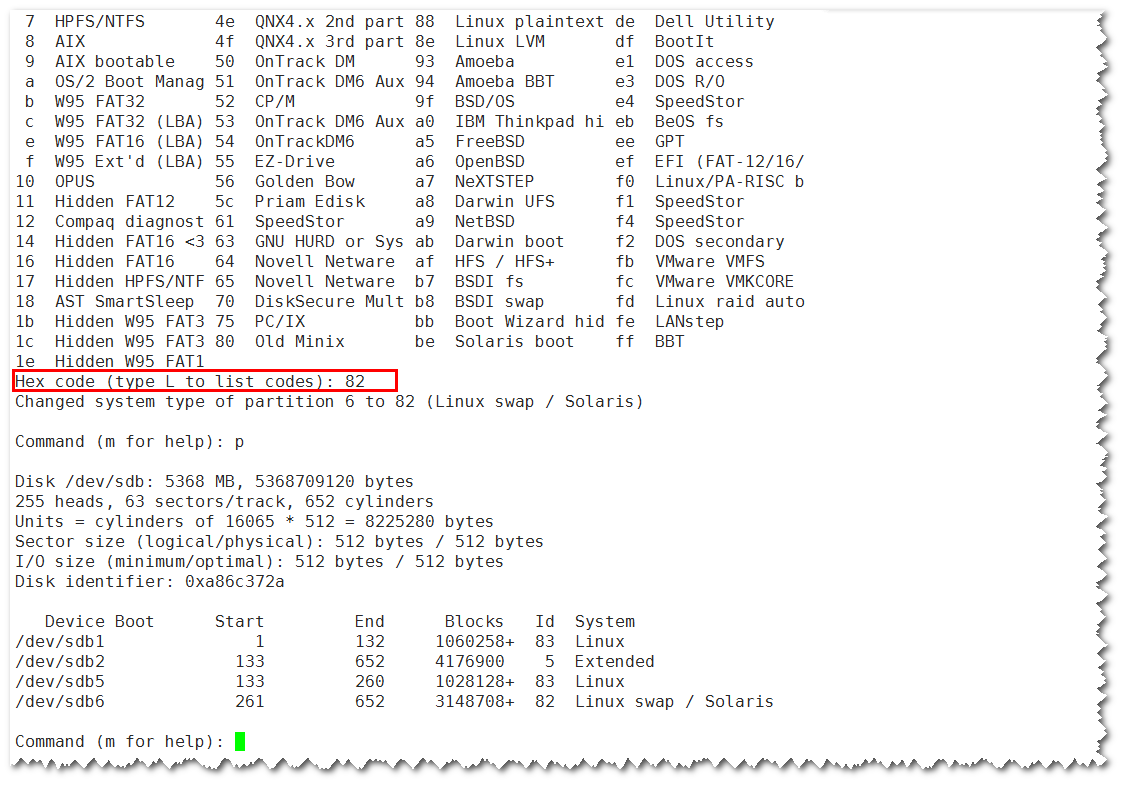 7  HPFS/NTFS       4e  QNX4.x 2nd part 88  Linux plaintext de  Dell Utility
 8  AIX             4f  QNX4.x 3rd part 8e  Linux LVM       df  BootIt
 9  AIX bootable    50  OnTrack DM      93  Amoeba          e1  DOS access
 a  OS/2 Boot Manag 51  OnTrack DM6 Aux 94  Amoeba BBT      e3  DOS R/O
 b  W95 FAT32       52  CP/M            9f  BSD/OS          e4  SpeedStor
 c  W95 FAT32 (LBA) 53  OnTrack DM6 Aux a0  IBM Thinkpad hi eb  BeOS fs
 e  W95 FAT16 (LBA) 54  OnTrackDM6      a5  FreeBSD         ee  GPT
 f  W95 Ext'd (LBA) 55  EZ-Drive        a6  OpenBSD         ef  EFI (FAT-12/16/
10  OPUS            56  Golden Bow      a7  NeXTSTEP        f0  Linux/PA-RISC b
11  Hidden FAT12    5c  Priam Edisk     a8  Darwin UFS      f1  SpeedStor
12  Compaq diagnost 61  SpeedStor       a9  NetBSD          f4  SpeedStor
14  Hidden FAT16 <3 63  GNU HURD or Sys ab  Darwin boot     f2  DOS secondary
16  Hidden FAT16    64  Novell Netware  af  HFS / HFS+      fb  VMware VMFS
17  Hidden HPFS/NTF 65  Novell Netware  b7  BSDI fs         fc  VMware VMKCORE
18  AST SmartSleep  70  DiskSecure Mult b8  BSDI swap       fd  Linux raid auto
1b  Hidden W95 FAT3 75  PC/IX           bb  Boot Wizard hid fe  LANstep
1c  Hidden W95 FAT3 80  Old Minix       be  Solaris boot    ff  BBT
1e  Hidden W95 FAT1
Hex code (type L to list codes): 82
Changed system type of partition 6 to 82 (Linux swap / Solaris)
Command (m for help): p
Disk /dev/sdb: 5368 MB, 5368709120 bytes
255 heads, 63 sectors/track, 652 cylinders
Units = cylinders of 16065 * 512 = 8225280 bytes
Sector size (logical/physical): 512 bytes / 512 bytes
I/O size (minimum/optimal): 512 bytes / 512 bytes
Disk identifier: 0xa86c372a
   Device Boot      Start         End      Blocks   Id  System
/dev/sdb1               1         132     1060258+  83  Linux
/dev/sdb2             133         652     4176900    5  Extended
/dev/sdb5             133         260     1028128+  83  Linux
/dev/sdb6             261         652     3148708+  82  Linux swap / Solaris
Command (m for help):